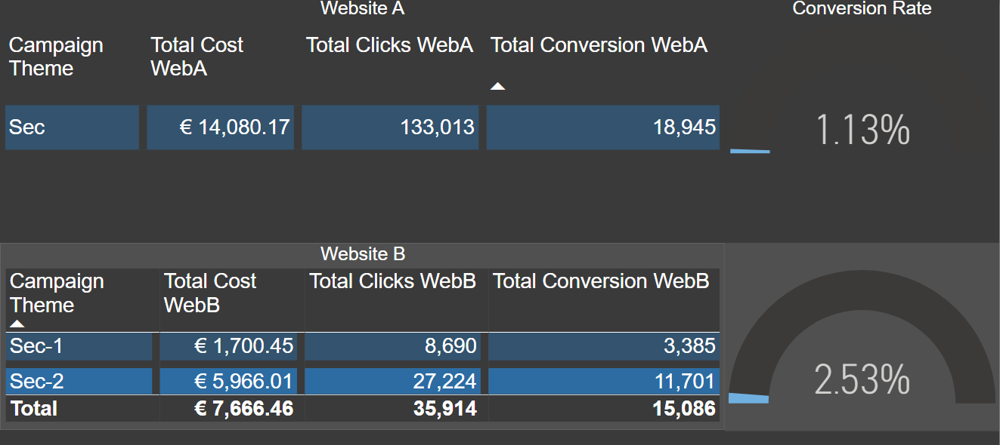 Website A
Conversion Rate
Campaign Theme
Total Cost WebA
Total Clicks WebA
Total Conversion WebA
Sec
€ 14,080.17
133,013
18,945
1.13%
Website B
Campaign Theme
Total Cost WebB
Total Clicks WebB
Total Conversion WebB
Sec-1
€ 1,700.45
8,690
3,385
Sec-2
€ 5,966.01
27,224
11,701
Total
€ 7,666.46
35,914
15,086
2.53%